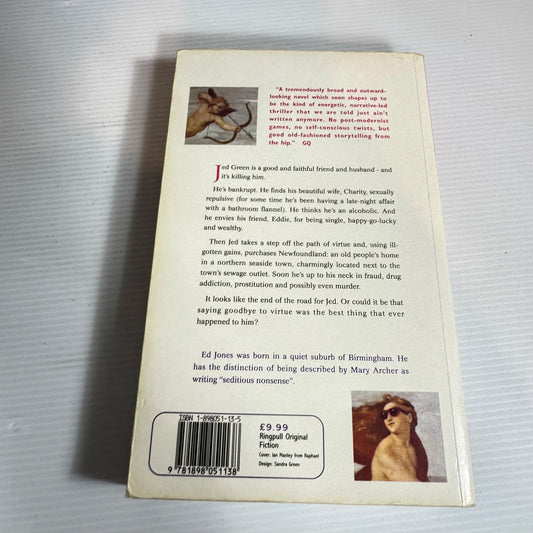 "A tremendously broad and outward-
looking novel which soon shapes up to
be the kind of energetic, narrative-led
thriller that we are told just ain't
written anymore. No post-modernist
games, no self-conscious twists, but
good old-fashioned storytelling from
the hip." GQ
Jed Green is a good and faithful friend and husband - and
it's killing him.
He's bankrupt. He finds his beautiful wife, Charity, sexually
repulsive (for some time he's been having a late-night affair
with a bathroom flannel). He thinks he's an alcoholic. And
he envies his friend, Eddie, for being single, happy-go-lucky
and wealthy.
Then Jed takes a step off the path of virtue and, using ill-
gotten gains, purchases Newfoundland: an old people's home
in a northern seaside town, charmingly located next to the
town's sewage outlet. Soon he's up to his neck in fraud, drug
addiction, prostitution and possibly even murder.
It looks like the end of the road for Jed. Or could it be that
saying goodbye to virtue was the best thing that ever
happened to him?
Ed Jones was born in a quiet suburb of Birmingham. He
has the distinction of being described by Mary Archer as
writing "seditious nonsense".
ISBN 1-898051-13-5
9 781898 051138
£9.99
Ringpull Original
Fiction
Cover: Jan Manley from Raphael
Design: Sandra Green